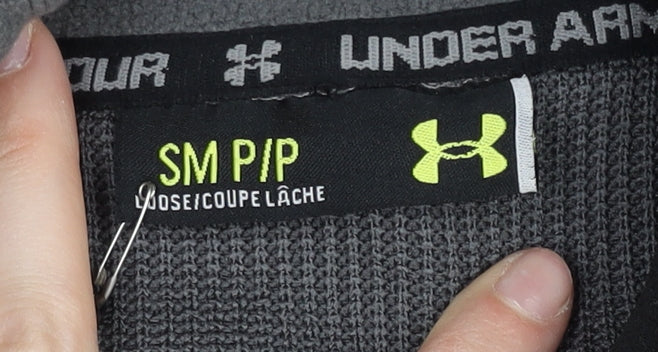 OUR UNDER ARM
SM P/P
LOOSE/COUPE LÂCHE